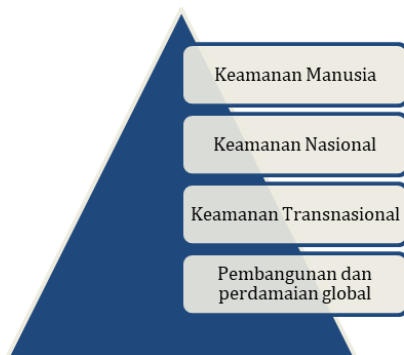 Keamanan Manusia
Keamanan Nasional
Keamanan Transnasional
Pembangunan dan
perdamaian global